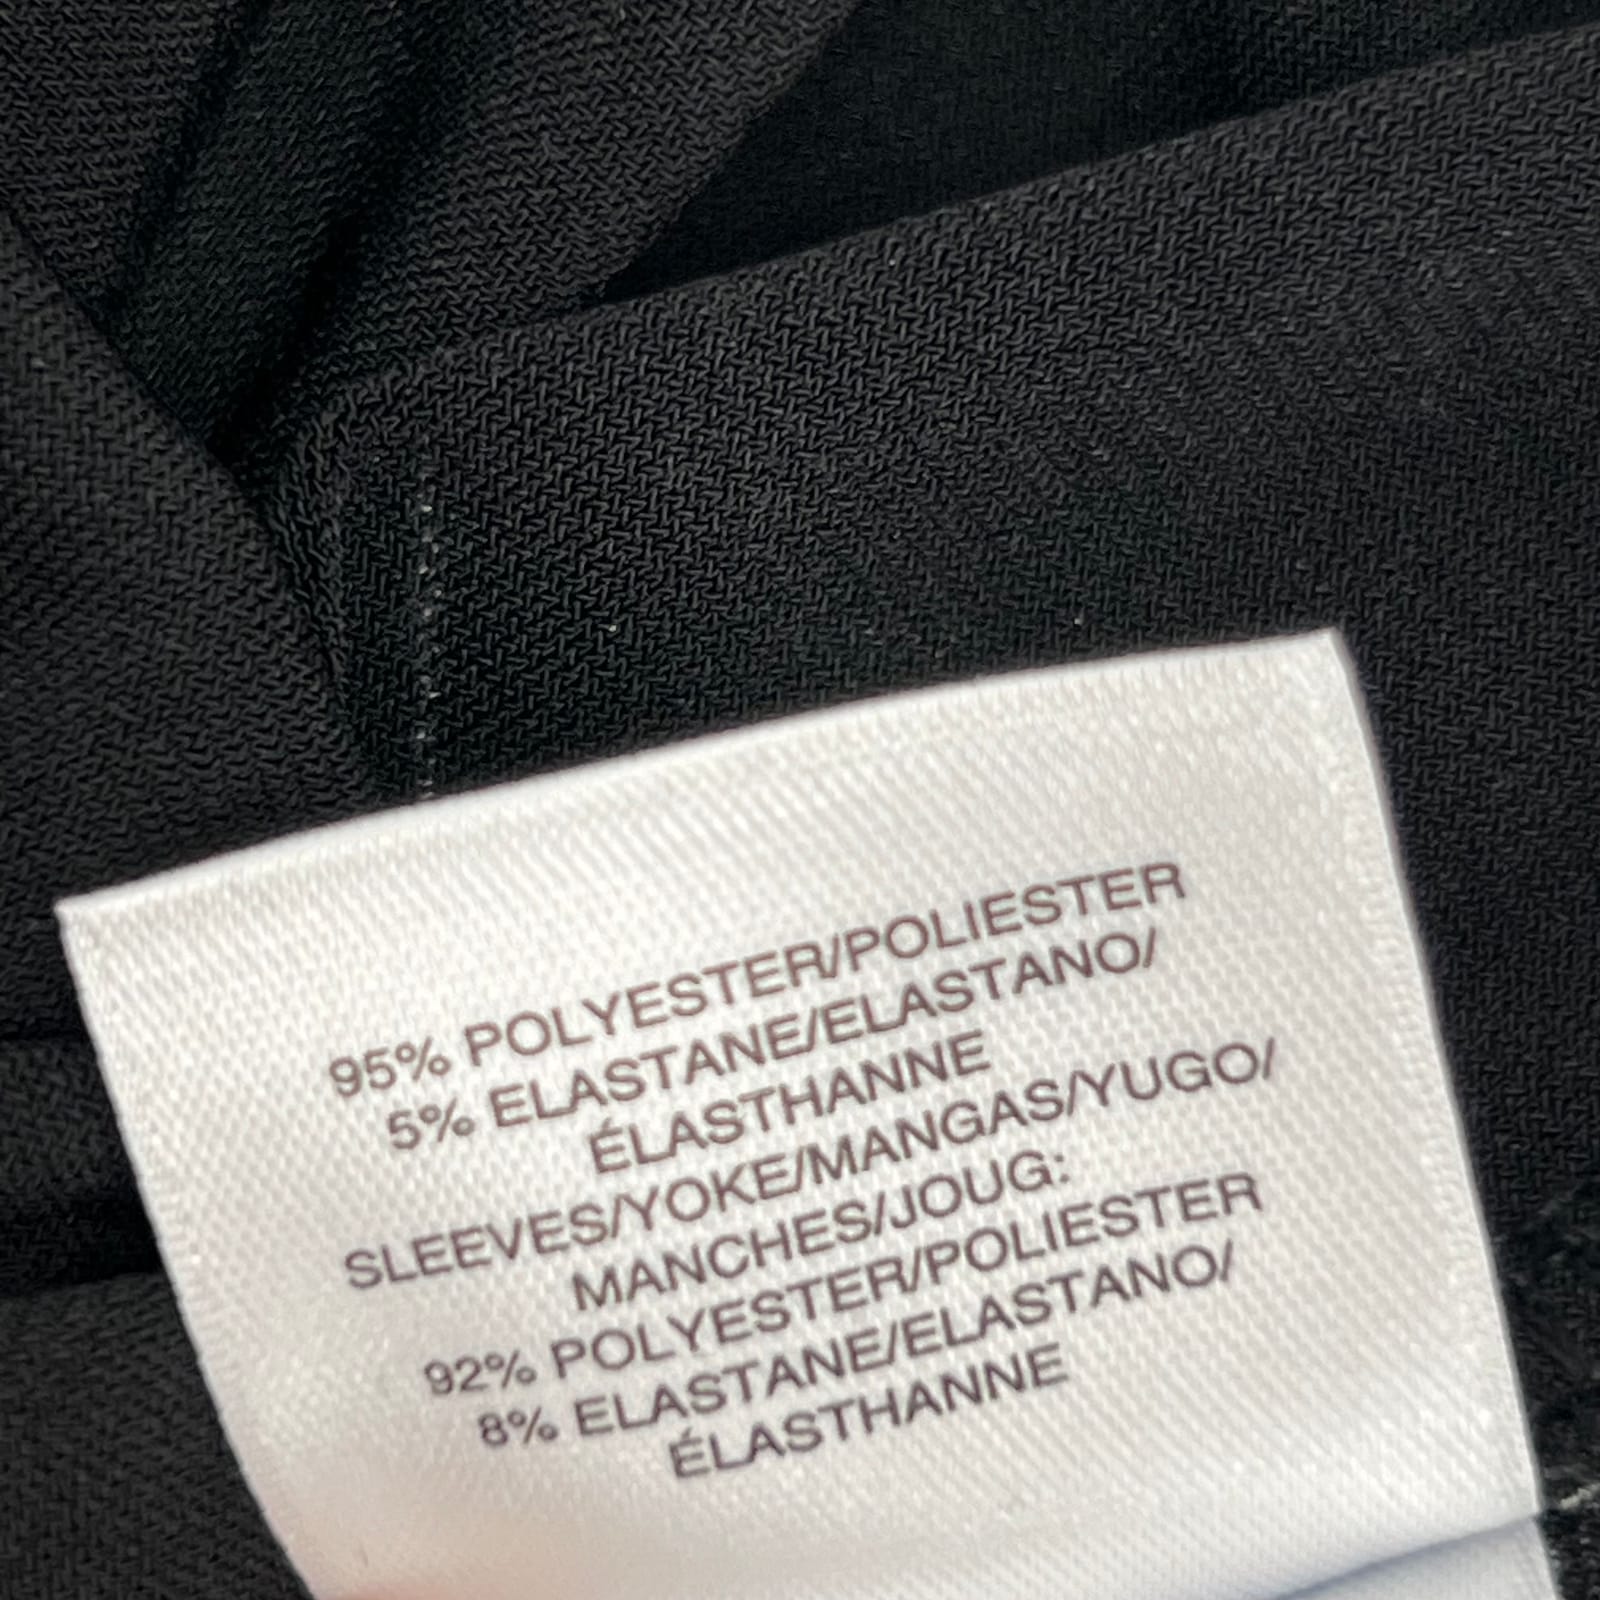 95% POLYESTER/POLIESTER
5% ELASTANE/ELASTANO/
ÉLASTHANNE
SLEEVES/YOKE/MANGAS/YUGO/
MANCHES/JOUG:
92% POLYESTER/POLIESTER
8% ELASTANE/ELASTANO/
ÉLASTHANNE